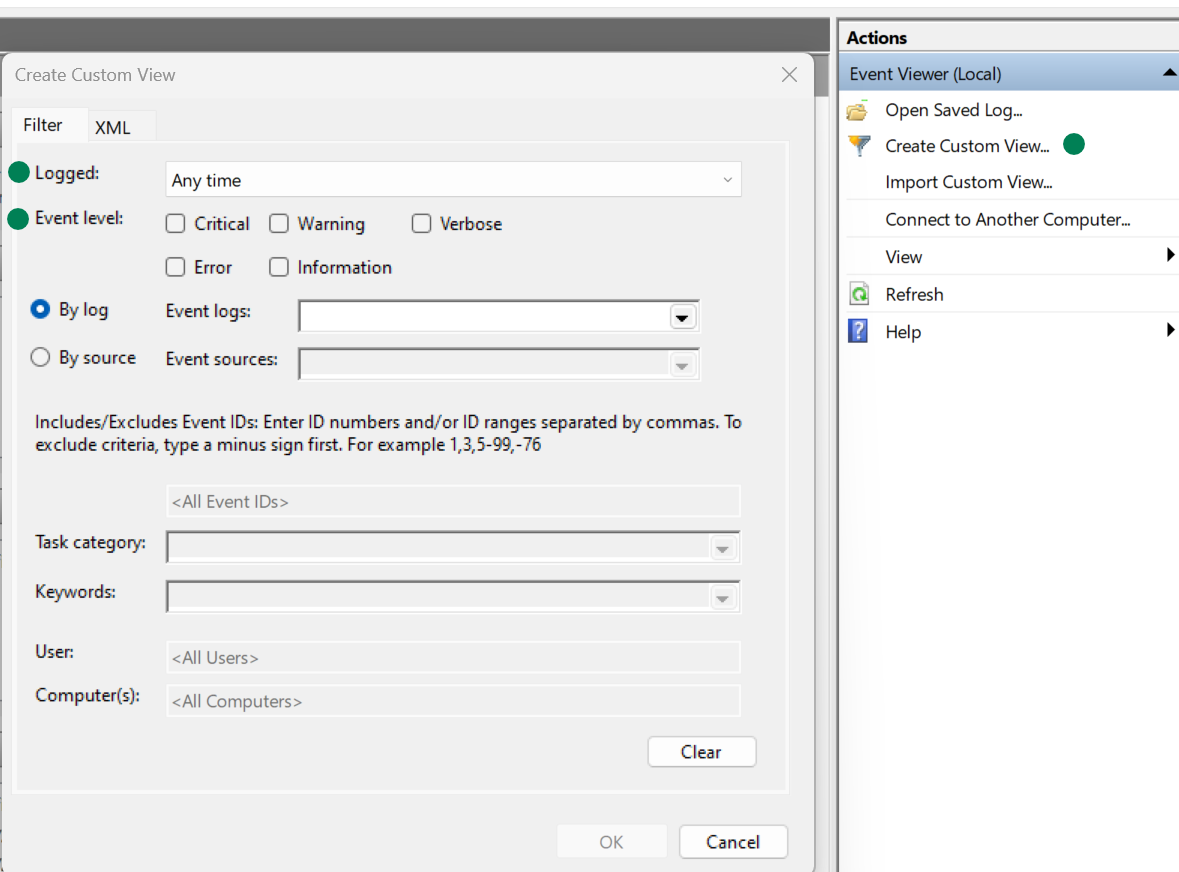 Actions
Create Custom View
Event Viewer (Local)
Open Saved Log...
Create Custom View...
Import Custom View...
Connect to Another Computer...
View
Refresh
Help
Filter
XML
Logged:
Any time
Event level:
Critical
Warning
Verbose
Error
Information
By log
Event logs:
By source
Event sources:
Includes/Excludes Event IDs: Enter ID numbers and/or ID ranges separated by commas. To
exclude criteria, type a minus sign first. For example 1,3,5-99,-76
<All Event IDs>
Task category:
Keywords:
User:
<All Users>
Computer(s):
<All Computers>
Clear
OK
Cancel